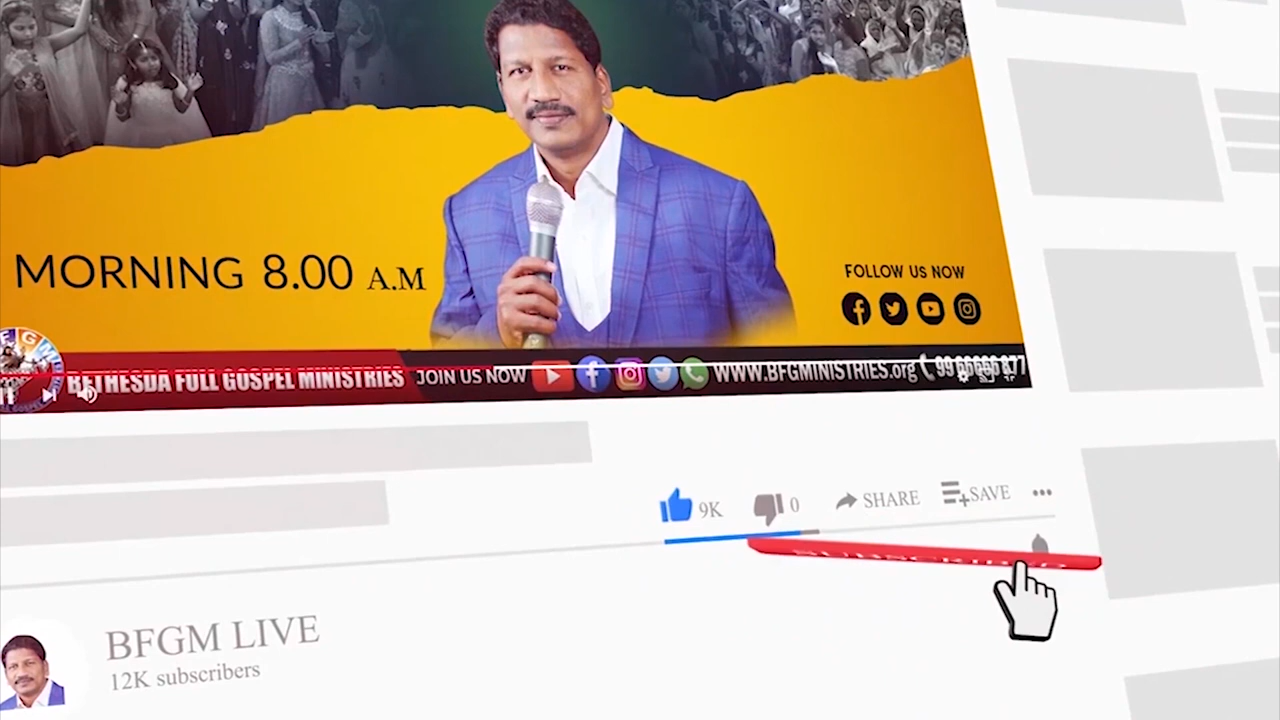 MORNING 8.00 A.M
FOLLOW US NOW
BETHESDA FULL GOSPEL MINISTRIES JOIN US NOW WWW.BFGMINISTRIES.org
9K 0 SHARE SAVE
BFGM LIVE
12K subscribers